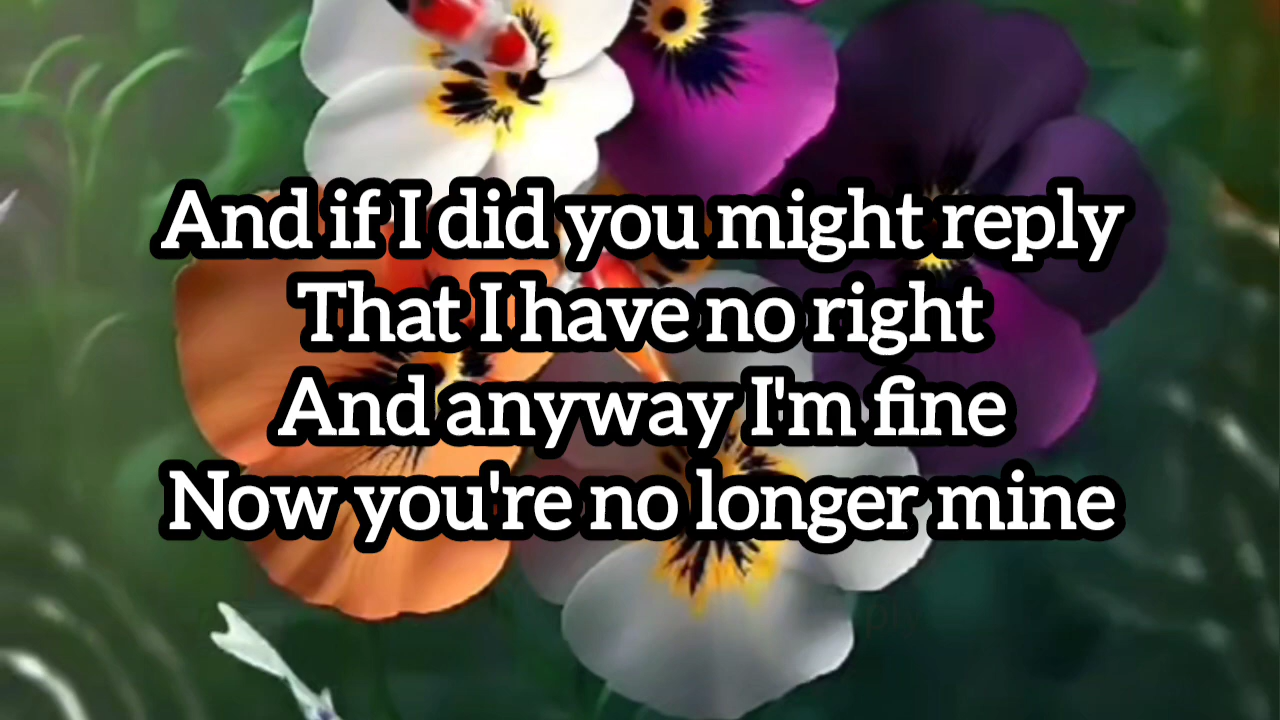 And if I did you might reply
That I have no right
And anyway I'm fine
Now you're no longer mine